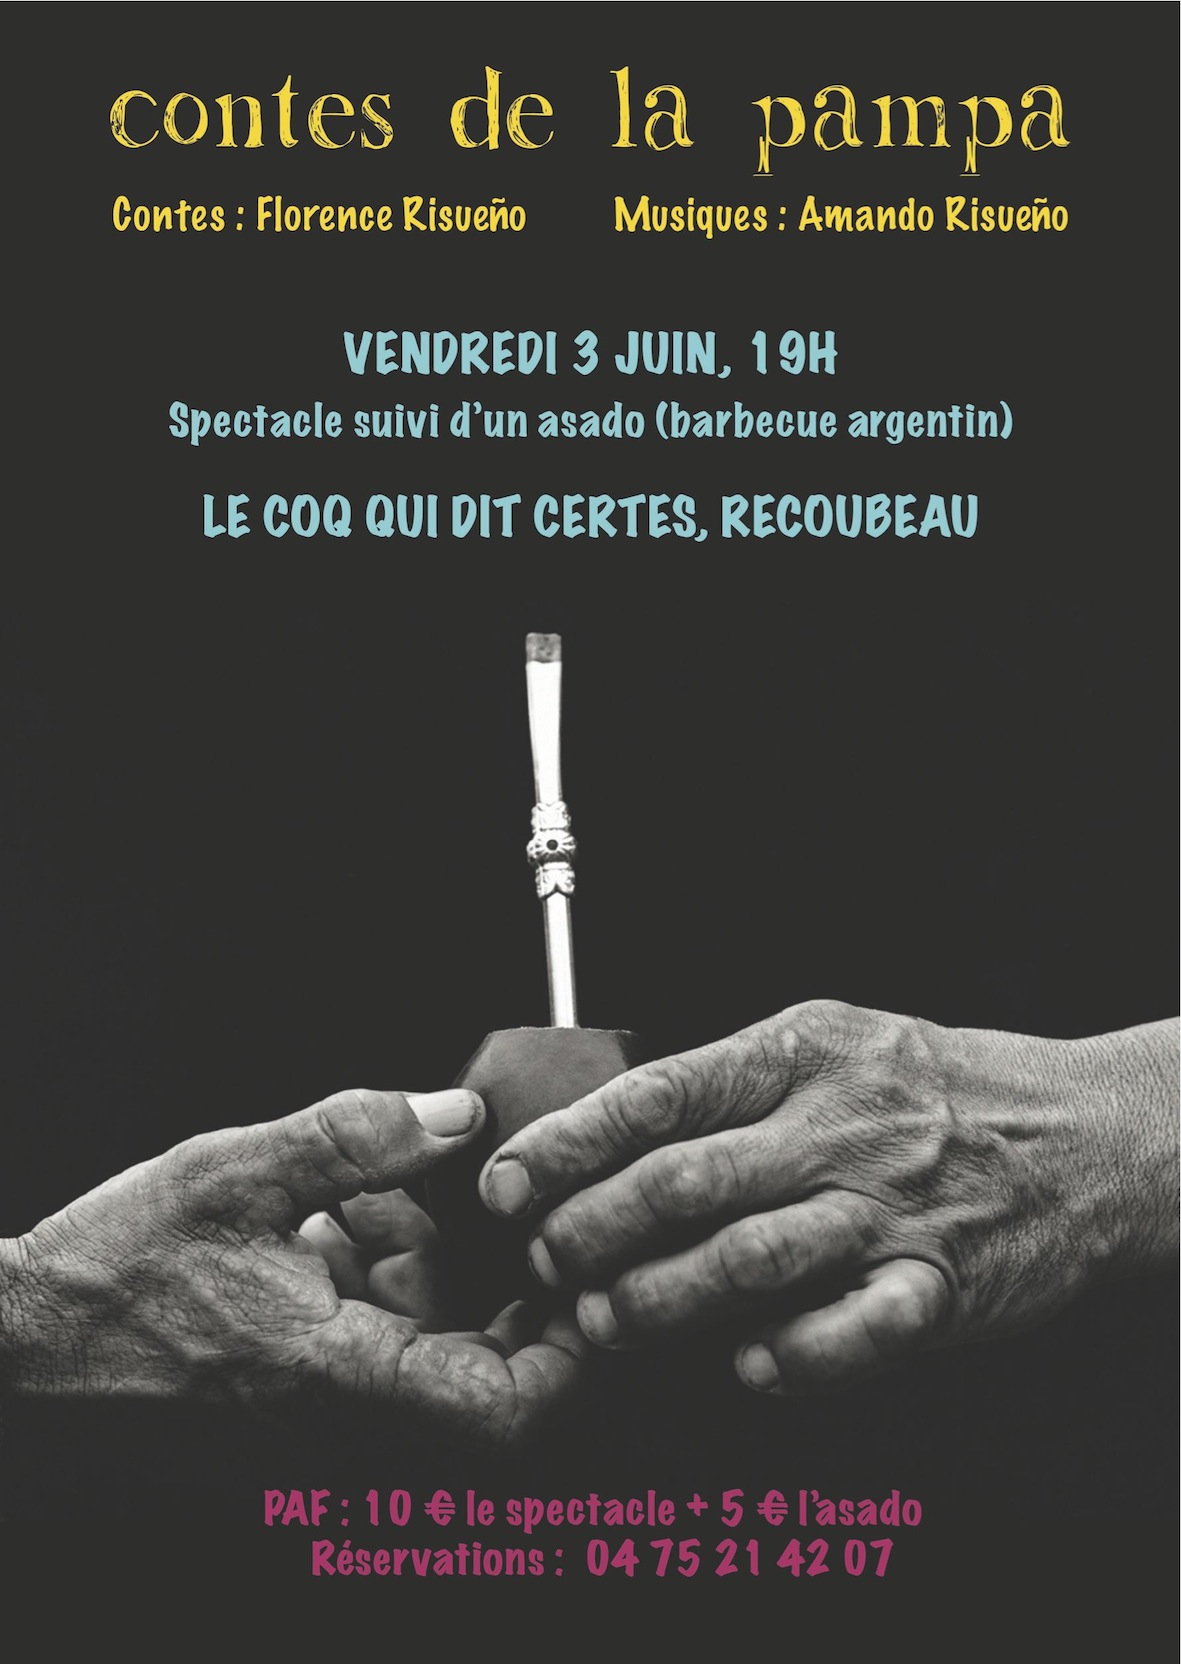 contes de la pampa
Contes : Florence Risueño Musiques : Amando Risueño
VENDREDI 3 JUIN, 19H
Spectacle suivi d'un asado (barbecue argentin)
LE COQ QUI DIT CERTES, RECOUBEAU
PAF : 10 € le spectacle + 5 € l'asado
Réservations : 04 75 21 42 07